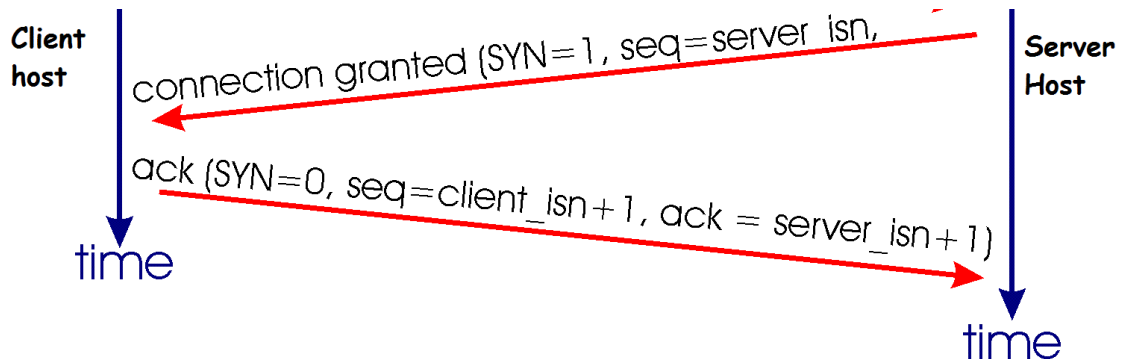 Client
host
connection granted (SYN=1, seq=server_isn,
Server
Host
ack (SYN=0, seq=client_isn+1, ack = server_isn+1)
time
time